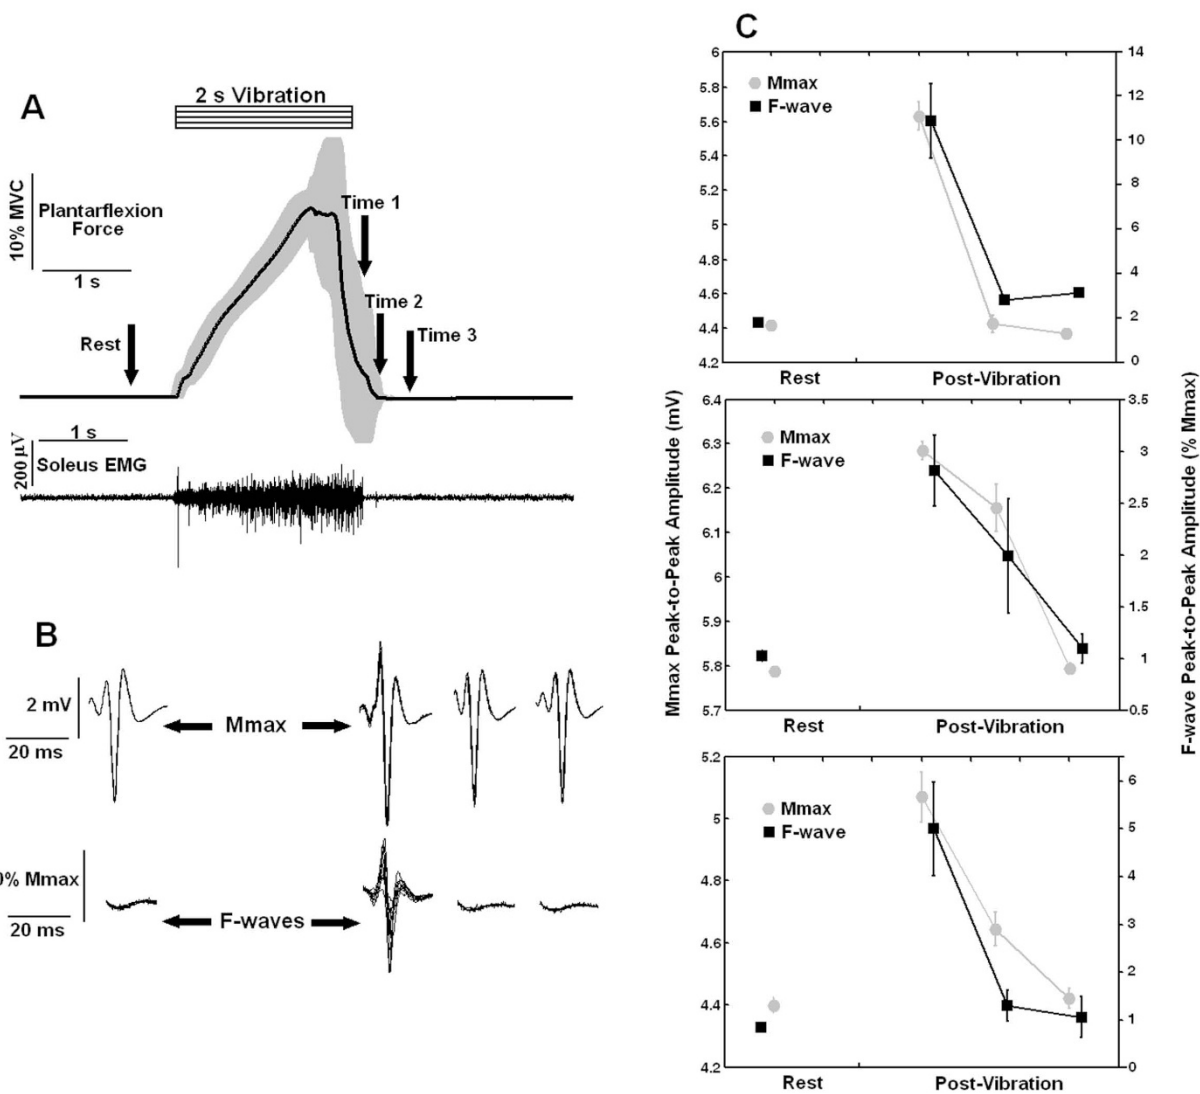 A
2 s Vibration
10% MVC
Plantarflexion
Force
1 s
Time 1
Time 2
Time 3
Rest
1 s
200 µV
Soleus EMG
B
2 mV
20 ms
Mmax
0% Mmax
20 ms
F-waves
C
Mmax Peak-to-Peak Amplitude (mV)
F-wave Peak-to-Peak Amplitude (% Mmax)
6
5.8
5.6
5.4
5.2
5
4.8
4.6
4.4
4.2
Mmax
F-wave
14
12
10
8
6
4
2
0
Rest
Post-Vibration
6.4
6.3
6.2
6.1
6
5.9
5.8
5.7
Mmax
F-wave
3.5
3
2.5
2
1.5
1
0.5
Rest
Post-Vibration
5.2
5
4.8
4.6
4.4
4.2
Mmax
F-wave
6
5
4
3
2
1
0
Rest
Post-Vibration